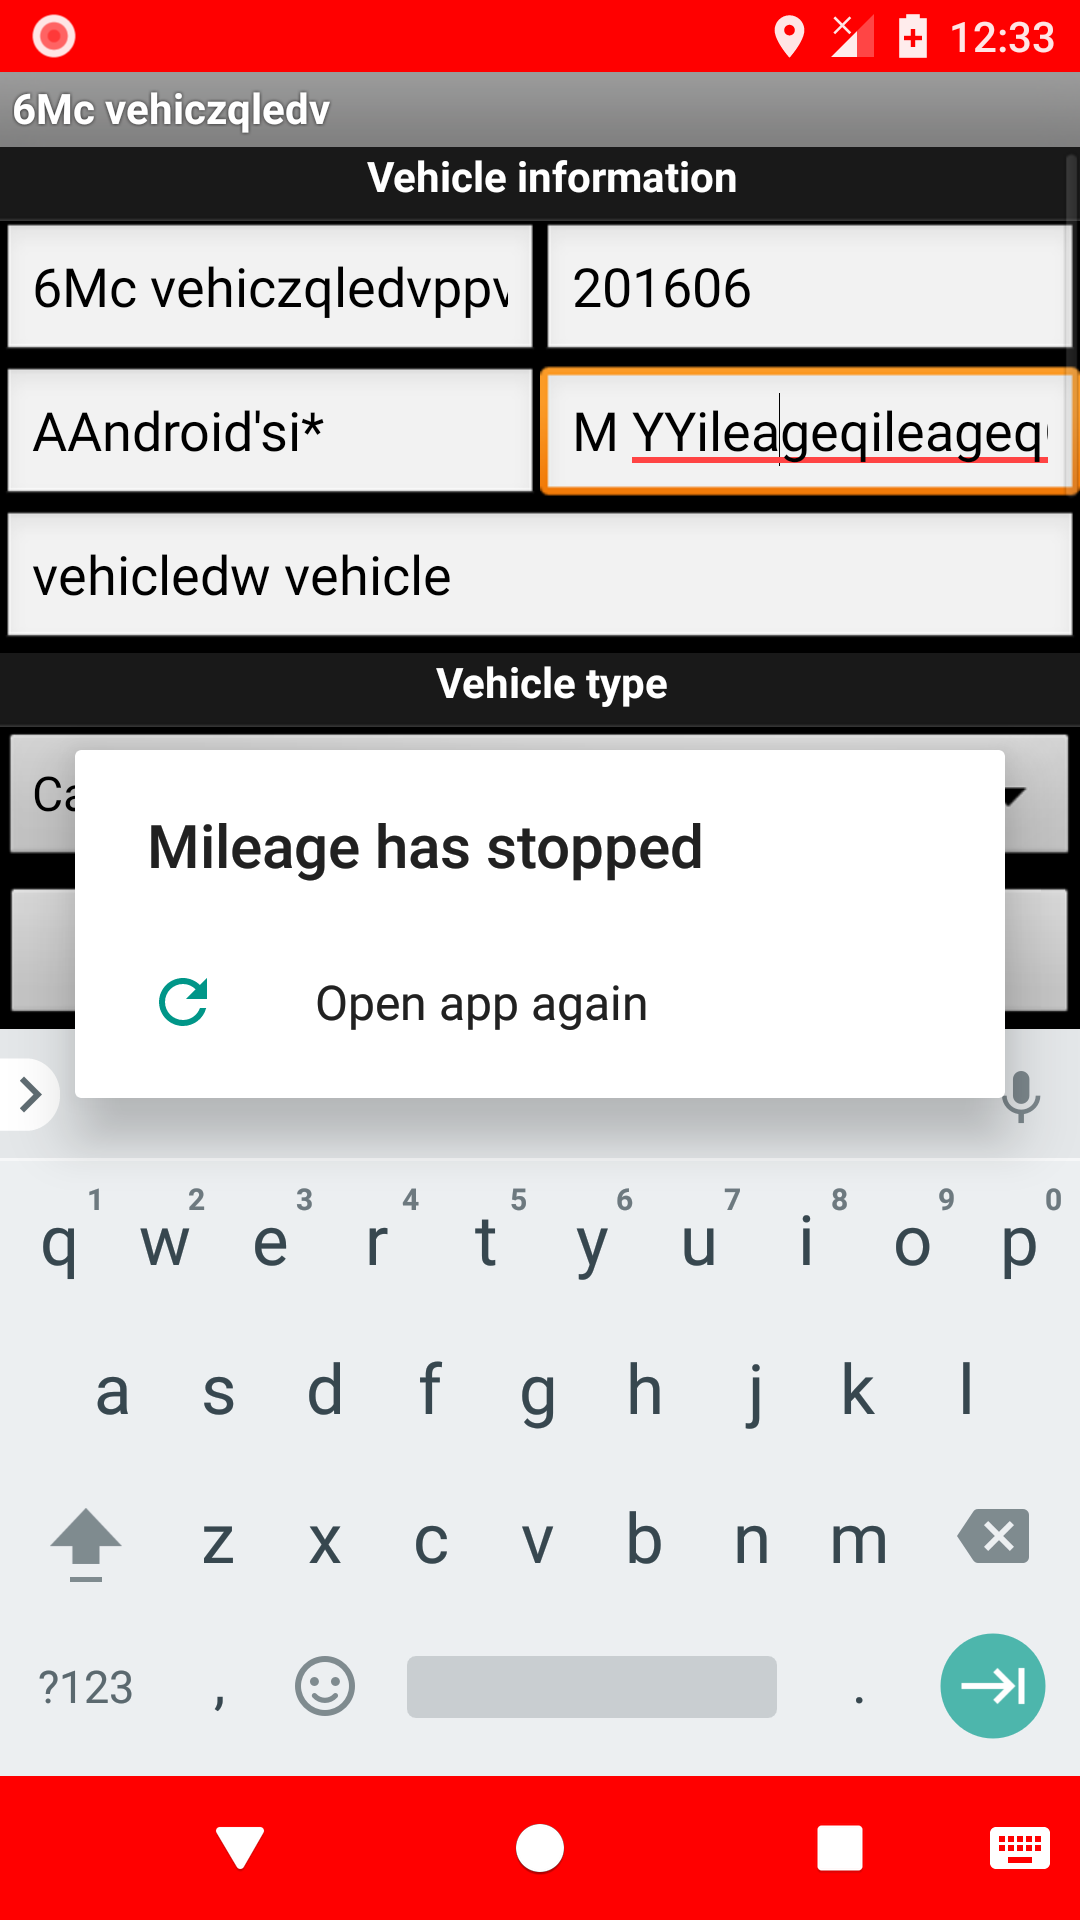 12:33
6Mc vehiczqledv
Vehicle information
6Mc vehiczqledvppv
201606
AAndroid'si*
M YYileageqileageq
vehicledw vehicle
Vehicle type
Mileage has stopped
Open app again
1 2 3 4 5 6 7 8 9 0
q w e r t y u i o p
a s d f g h j k l
z x c v b n m
?123 , .